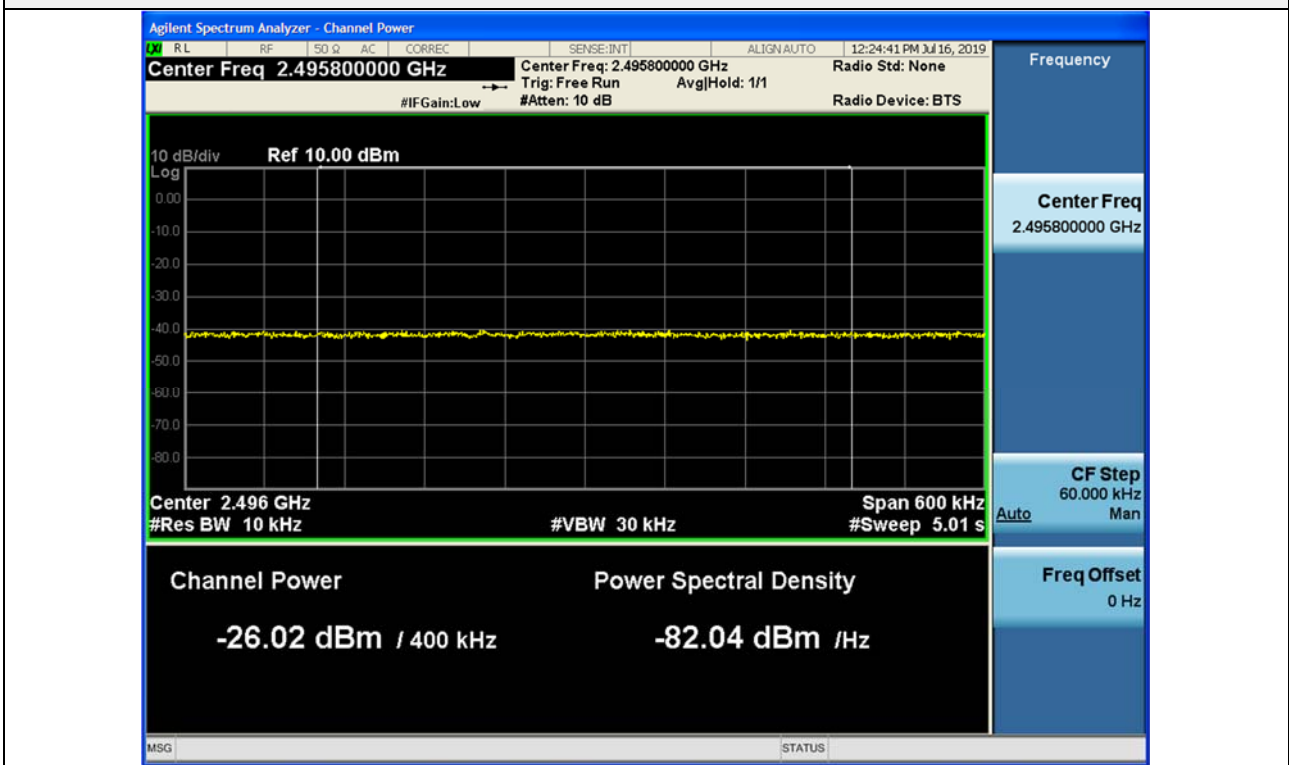 Agilent Spectrum Analyzer - Channel Power
LXI RL RF 50 Ω AC CORREC SENSE:INT ALIGN AUTO 12:24:41 PM Jul 16, 2019
Center Freq 2.495800000 GHz
Center Freq: 2.495800000 GHz
Radio Std: None
Trig: Free Run Avg|Hold: 1/1
#IFGain:Low
#Atten: 10 dB
Radio Device: BTS
10 dB/div Ref 10.00 dBm
Log
0.00
-10.0
-20.0
-30.0
-40.0
-50.0
-60.0
-70.0
-80.0
Center 2.496 GHz
Span 600 kHz
#Res BW 10 kHz
#VBW 30 kHz
#Sweep 5.01 s
Channel Power
Power Spectral Density
-26.02 dBm / 400 kHz
-82.04 dBm /Hz
Frequency
Center Freq
2.495800000 GHz
CF Step
60.000 kHz
Auto Man
Freq Offset
0 Hz
MSG
STATUS